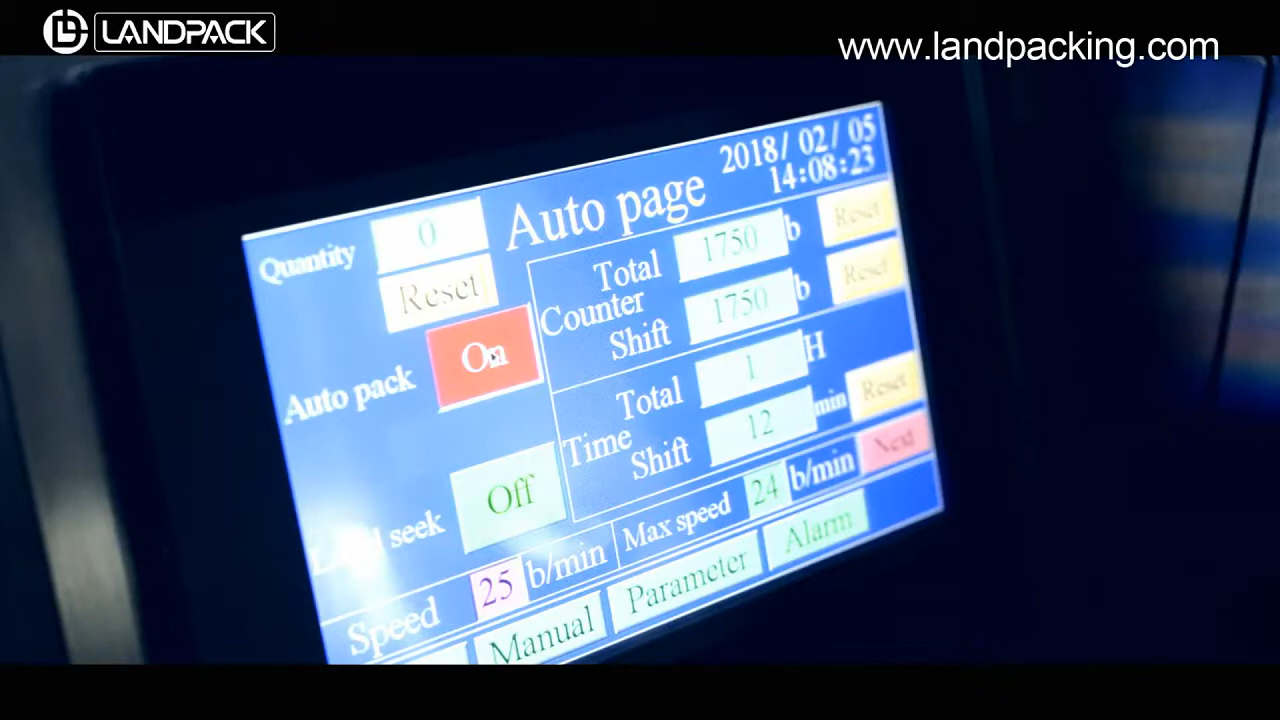 LANDPACK
www.landpacking.com
2018/02/05
14:08:23
Auto page
Quantity 0
Reset
Auto pack On
Total 1750 b Reset
Counter
Shift 1750 b Reset
Total 1 H
Time
Shift 12 min Reset
seek Off
Speed 25 b/min
Max speed 24 b/min Next
Manual Parameter Alarm